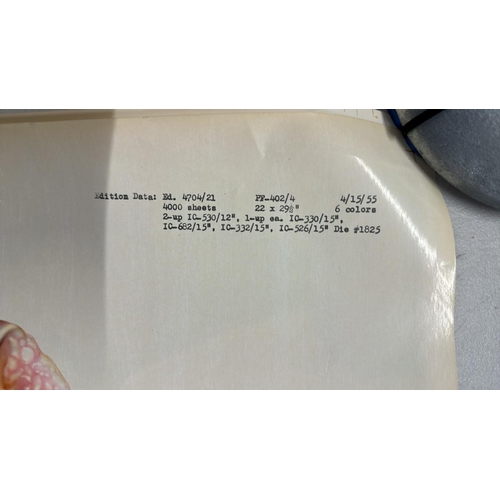 Edition Data: Ed. 4704/21 PF-402/4 4/15/55
4000 sheets 22 x 29½" 6 colors
2-up IC-530/12", 1-up ea. IC-330/15",
IC-682/15", IC-332/15", IC-526/15" Die #1825